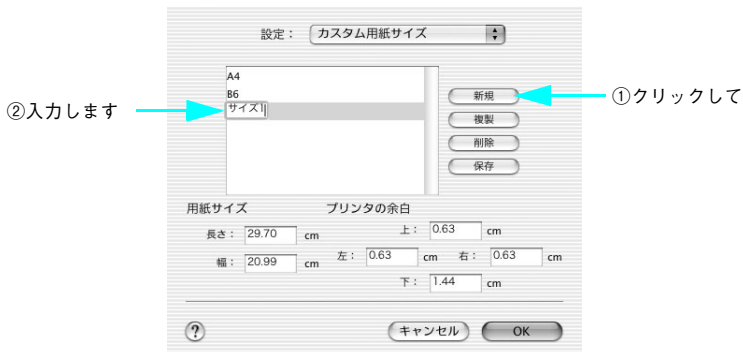 設定： カスタム用紙サイズ
A4
B6
サイズ1
新規
複製
削除
保存
①クリックして
②入力します
用紙サイズ
長さ： 29.70 cm
幅： 20.99 cm
プリンタの余白
上： 0.63 cm
左： 0.63 cm 右： 0.63 cm
下： 1.44 cm
?
キャンセル OK